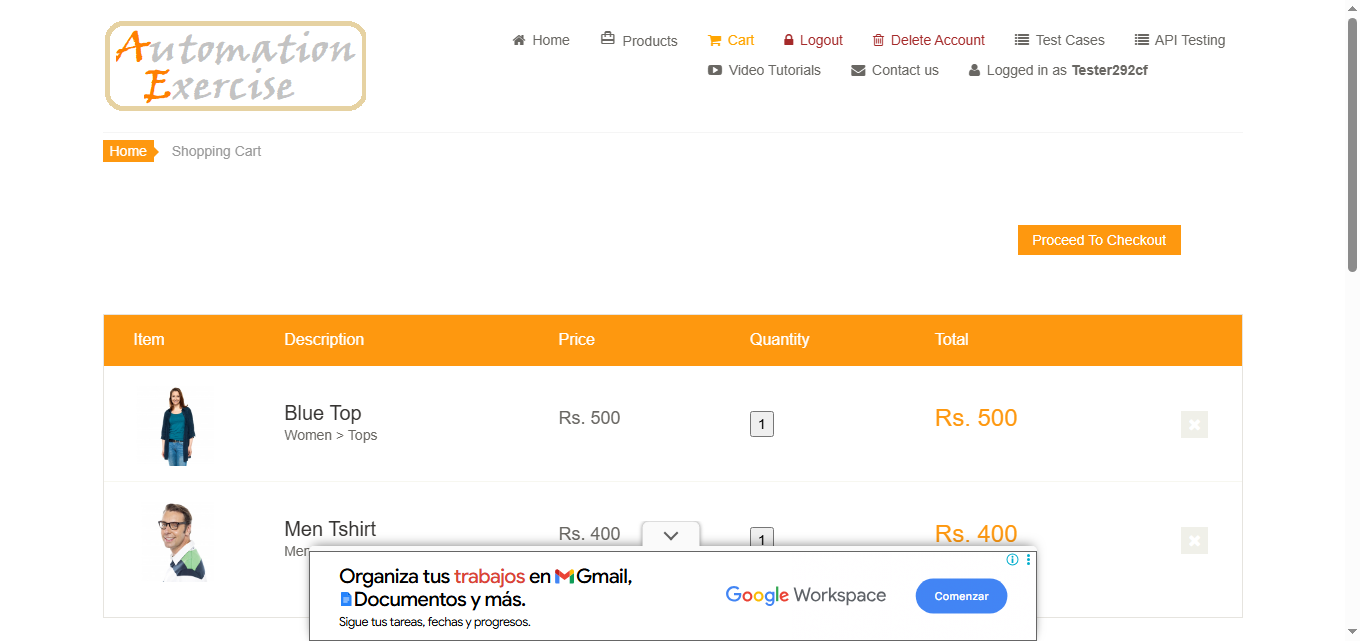 Automation
Exercise
Home
Products
Cart
Logout
Delete Account
Test Cases
API Testing
Video Tutorials
Contact us
Logged in as Tester292cf
Home
Shopping Cart
Proceed To Checkout
Item Description Price Quantity Total
Blue Top
Women > Tops
Rs. 500
1
Rs. 500
Men Tshirt
Men
Rs. 400
1
Rs. 400
Organiza tus trabajos en Gmail,
Documentos y más.
Sigue tus tareas, fechas y progresos.
Google Workspace
Comenzar